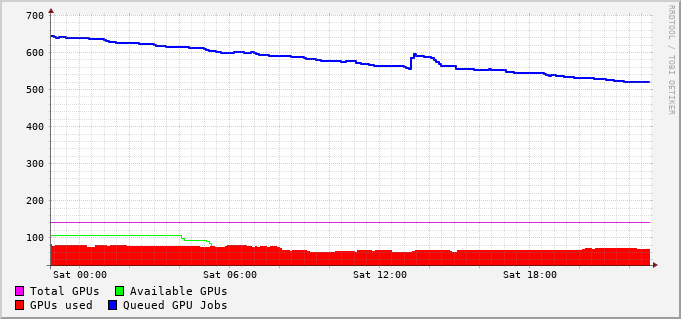 700
600
500
400
300
200
100
Sat 00:00 Sat 06:00 Sat 12:00 Sat 18:00
Total GPUs Available GPUs
GPUs used Queued GPU Jobs
RRDTOOL / TOBI OETIKER